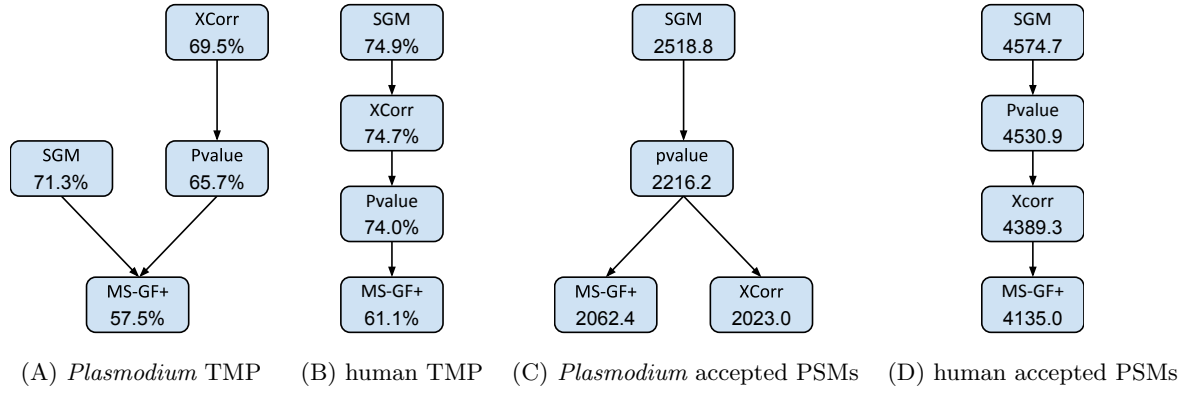 XCorr
69.5%
SGM
71.3%
Pvalue
65.7%
MS-GF+
57.5%
(A) Plasmodium TMP
SGM
74.9%
XCorr
74.7%
Pvalue
74.0%
MS-GF+
61.1%
(B) human TMP
SGM
2518.8
pvalue
2216.2
MS-GF+
2062.4
XCorr
2023.0
(C) Plasmodium accepted PSMs
SGM
4574.7
Pvalue
4530.9
Xcorr
4389.3
MS-GF+
4135.0
(D) human accepted PSMs